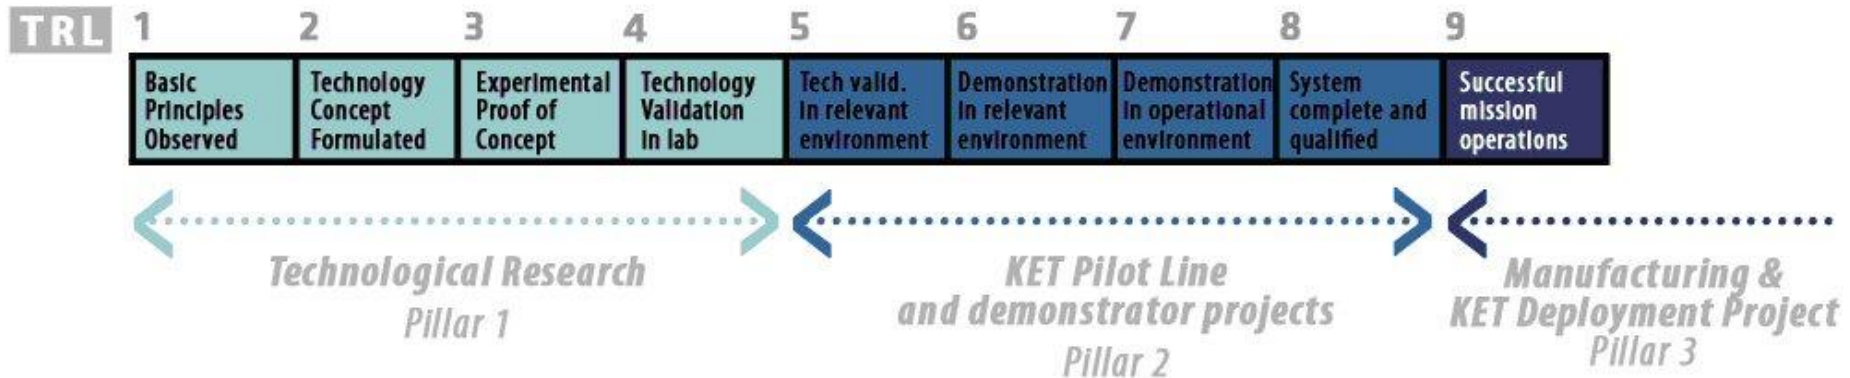 TRL 1 2 3 4 5 6 7 8 9
Basic
Principles
Observed
Technology
Concept
Formulated
Experimental
Proof of
Concept
Technology
Validation
in lab
Tech valid.
in relevant
environment
Demonstration
in relevant
environment
Demonstration
in operational
environment
System
complete and
qualified
Successful
mission
operations
Technological Research
Pillar 1
KET Pilot Line
and demonstrator projects
Pillar 2
Manufacturing &
KET Deployment Project
Pillar 3